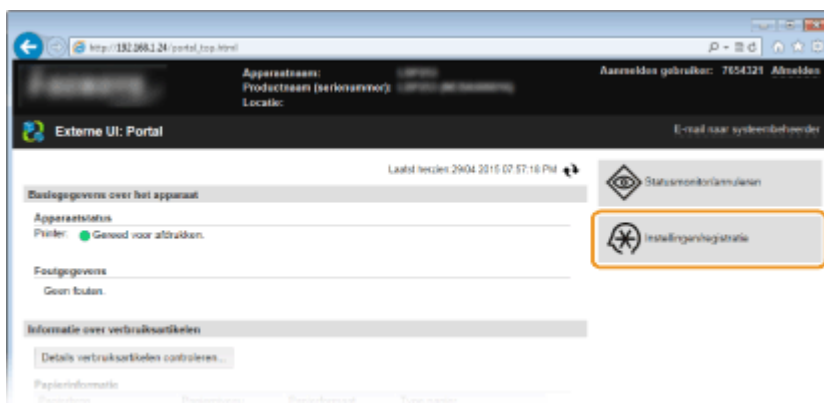 http://192.168.1.24/portal_top.html
Apparaatnaam:
Productnaam (serienummer):
Locatie:
Aanmelden gebruiker: 7654321 Afmelden
Externe UI: Portal
E-mail naar systeembeheerder
Laatst herzien: 29/04 2015 07:57:18 PM
Basisgegevens over het apparaat
Apparaatstatus
Printer: Gereed voor afdrukken.
Foutgegevens
Geen fouten.
Informatie over verbruiksartikelen
Details verbruiksartikelen controleren...
Papierinformatie
Statusmonitor/annuleren
Instellingen/registratie